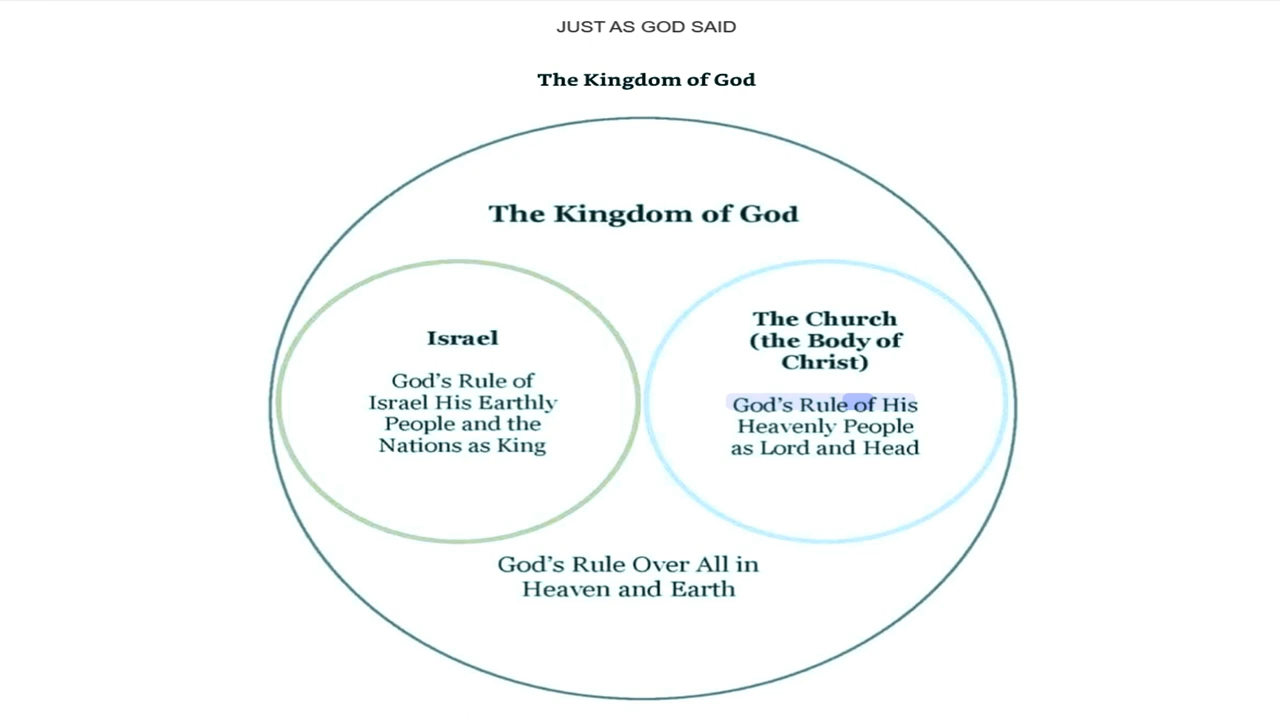 JUST AS GOD SAID
The Kingdom of God
The Kingdom of God
Israel
God's Rule of
Israel His Earthly
People and the
Nations as King
The Church
(the Body of
Christ)
God's Rule of His
Heavenly People
as Lord and Head
God's Rule Over All in
Heaven and Earth